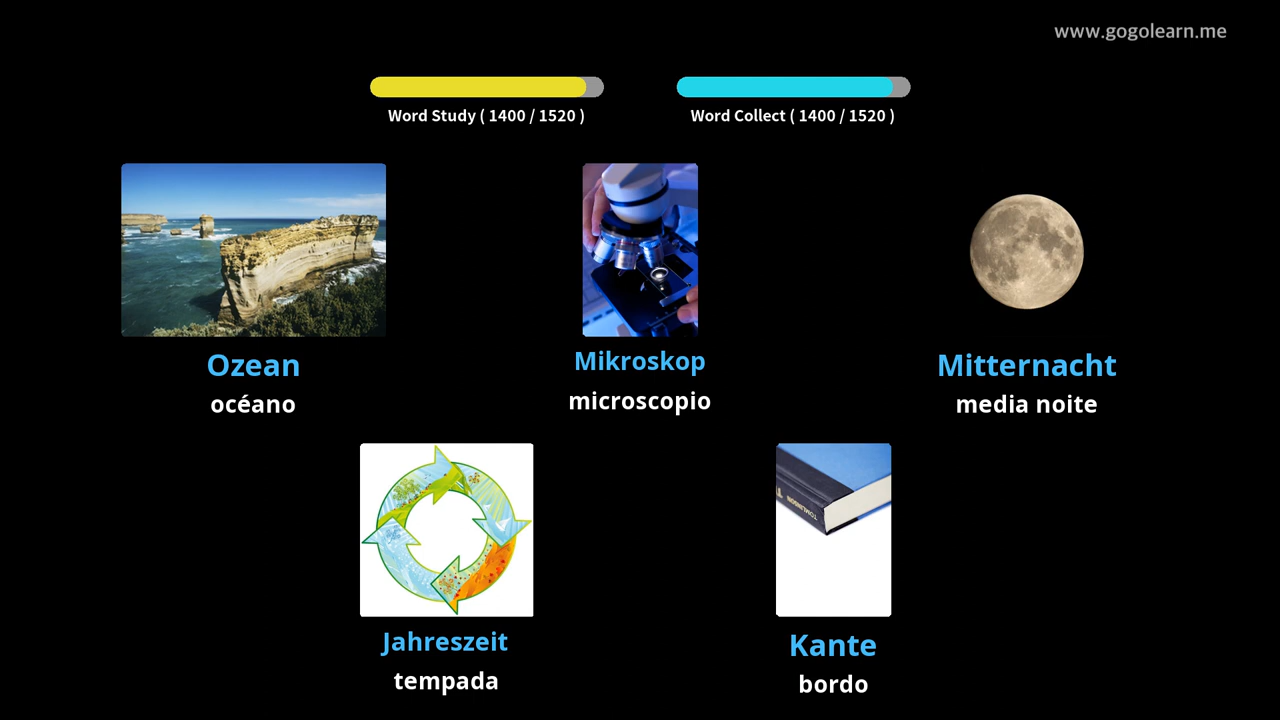 www.gogolearn.me
Word Study ( 1400 / 1520 )
Word Collect ( 1400 / 1520 )
Ozean
océano
Mikroskop
microscopio
Mitternacht
media noite
TOMLINSON
Jahreszeit
tempada
Kante
bordo